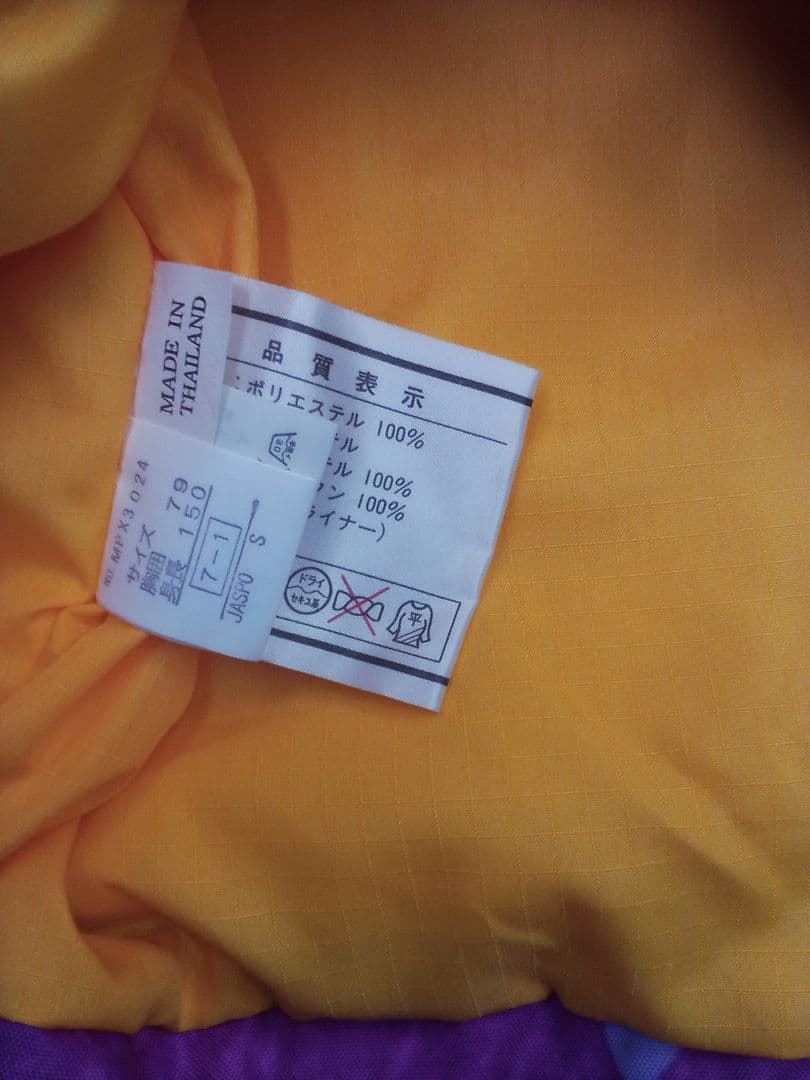 MADE IN
THAILAND
品質表示
:ポリエステル 100%
テル
テル 100%
ン 100%
ライナー)
ドライ
セキユ系
平
NO. MPX3024
サイズ
胸囲 79
身長 150
7-1
JASPO S